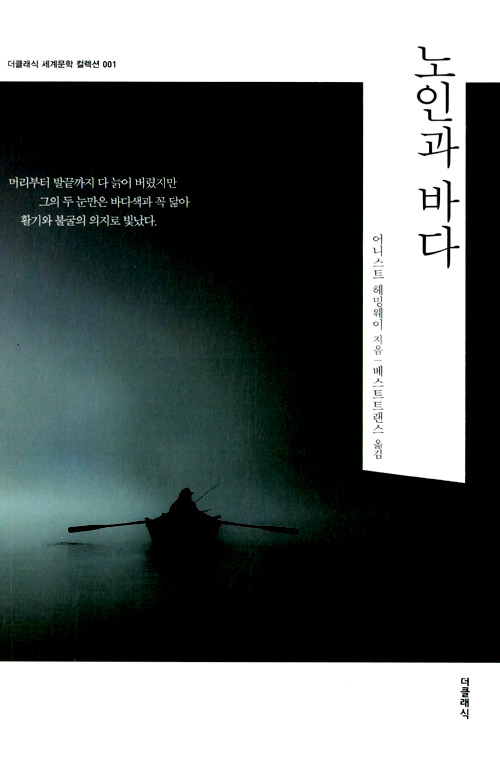 더클래식 세계문학 컬렉션 001
노인과 바다
머리부터 발끝까지 다 늙어 버렸지만
그의 두 눈만은 바다색과 꼭 닮아
활기와 불굴의 의지로 빛났다.
어니스트 헤밍웨이 지음 – 베스트트랜스 옮김
더클래식